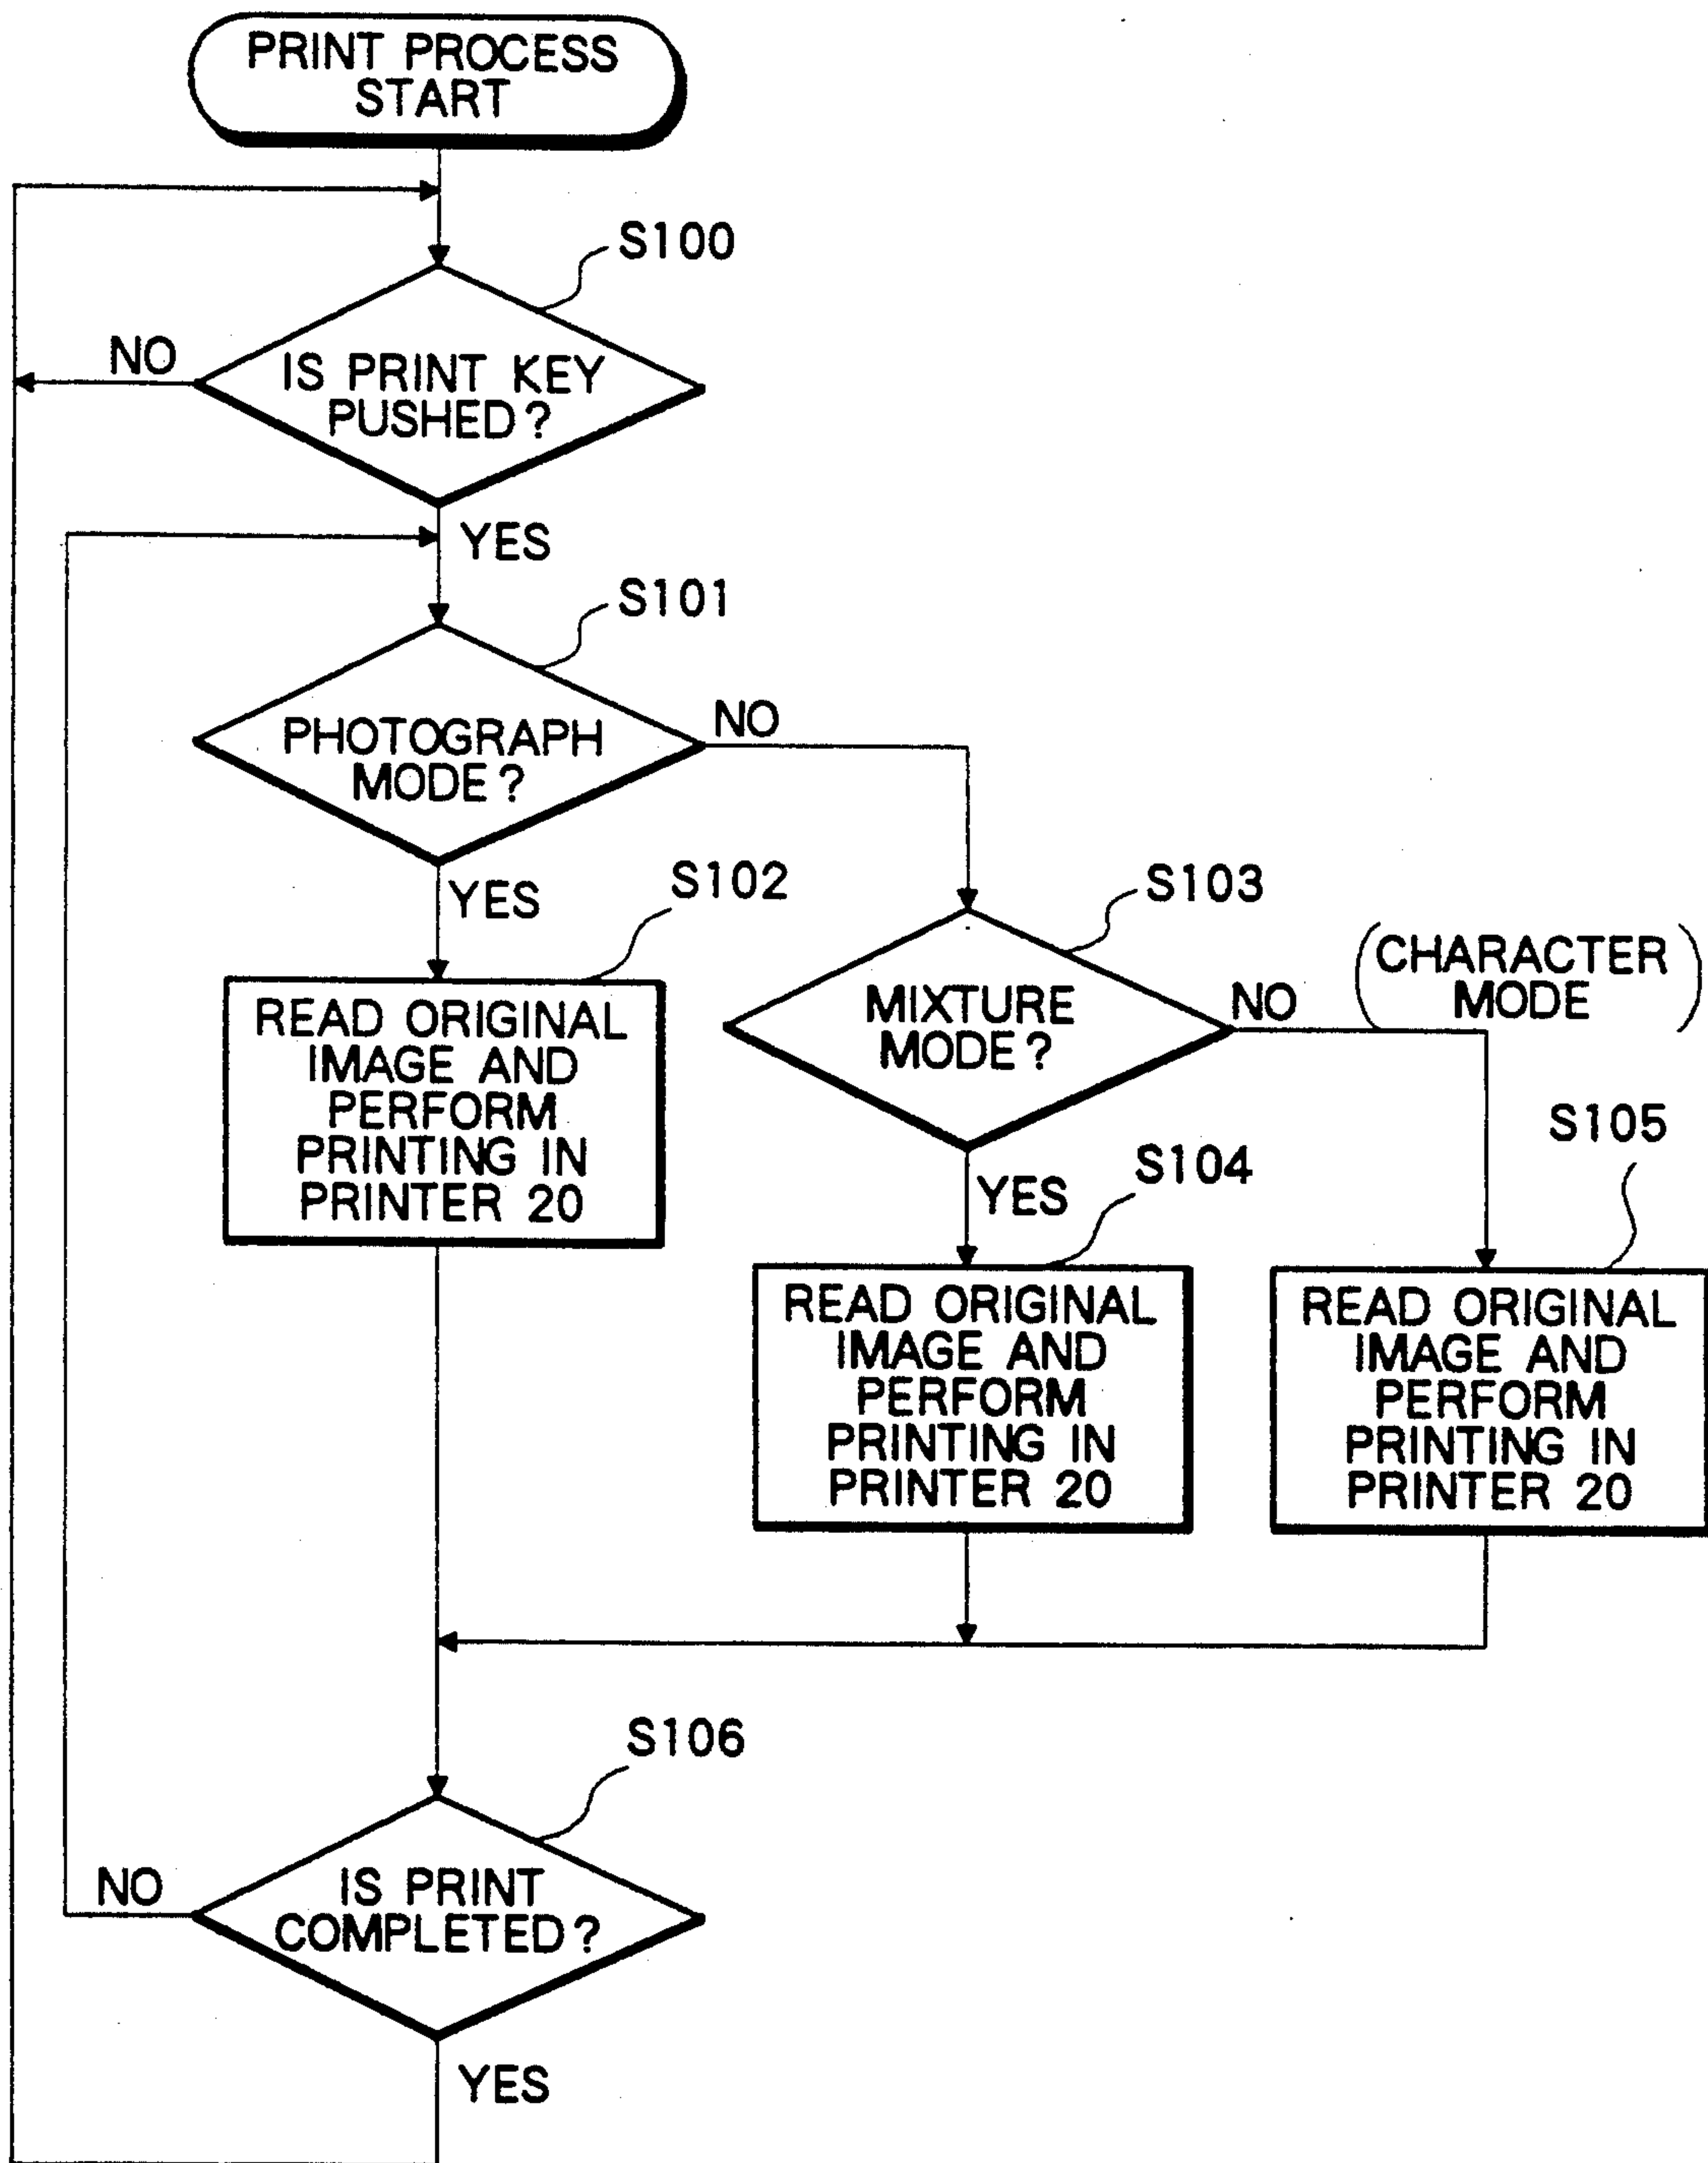 PRINT PROCESS
START
S100
NO
IS PRINT KEY
PUSHED?
YES
S101
PHOTOGRAPH
MODE?
NO
YES
S102
S103
READ ORIGINAL
IMAGE AND
PERFORM
PRINTING IN
PRINTER 20
MIXTURE
MODE?
NO
(CHARACTER
MODE)
YES
S104
S105
READ ORIGINAL
IMAGE AND
PERFORM
PRINTING IN
PRINTER 20
READ ORIGINAL
IMAGE AND
PERFORM
PRINTING IN
PRINTER 20
S106
NO
IS PRINT
COMPLETED?
YES